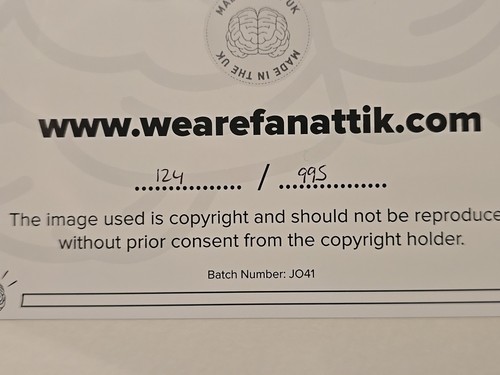 MADE IN THE UK
www.wearefanattik.com
124 / 995
The image used is copyright and should not be reproduce
without prior consent from the copyright holder.
Batch Number: JO41